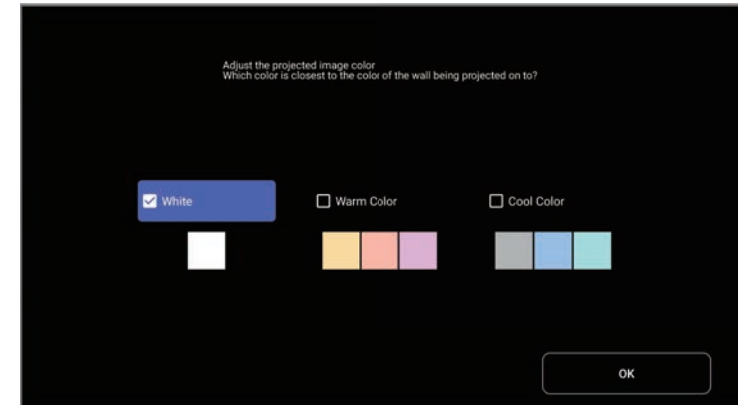 Adjust the projected image color
Which color is closest to the color of the wall being projected on to?
White
Warm Color
Cool Color
OK